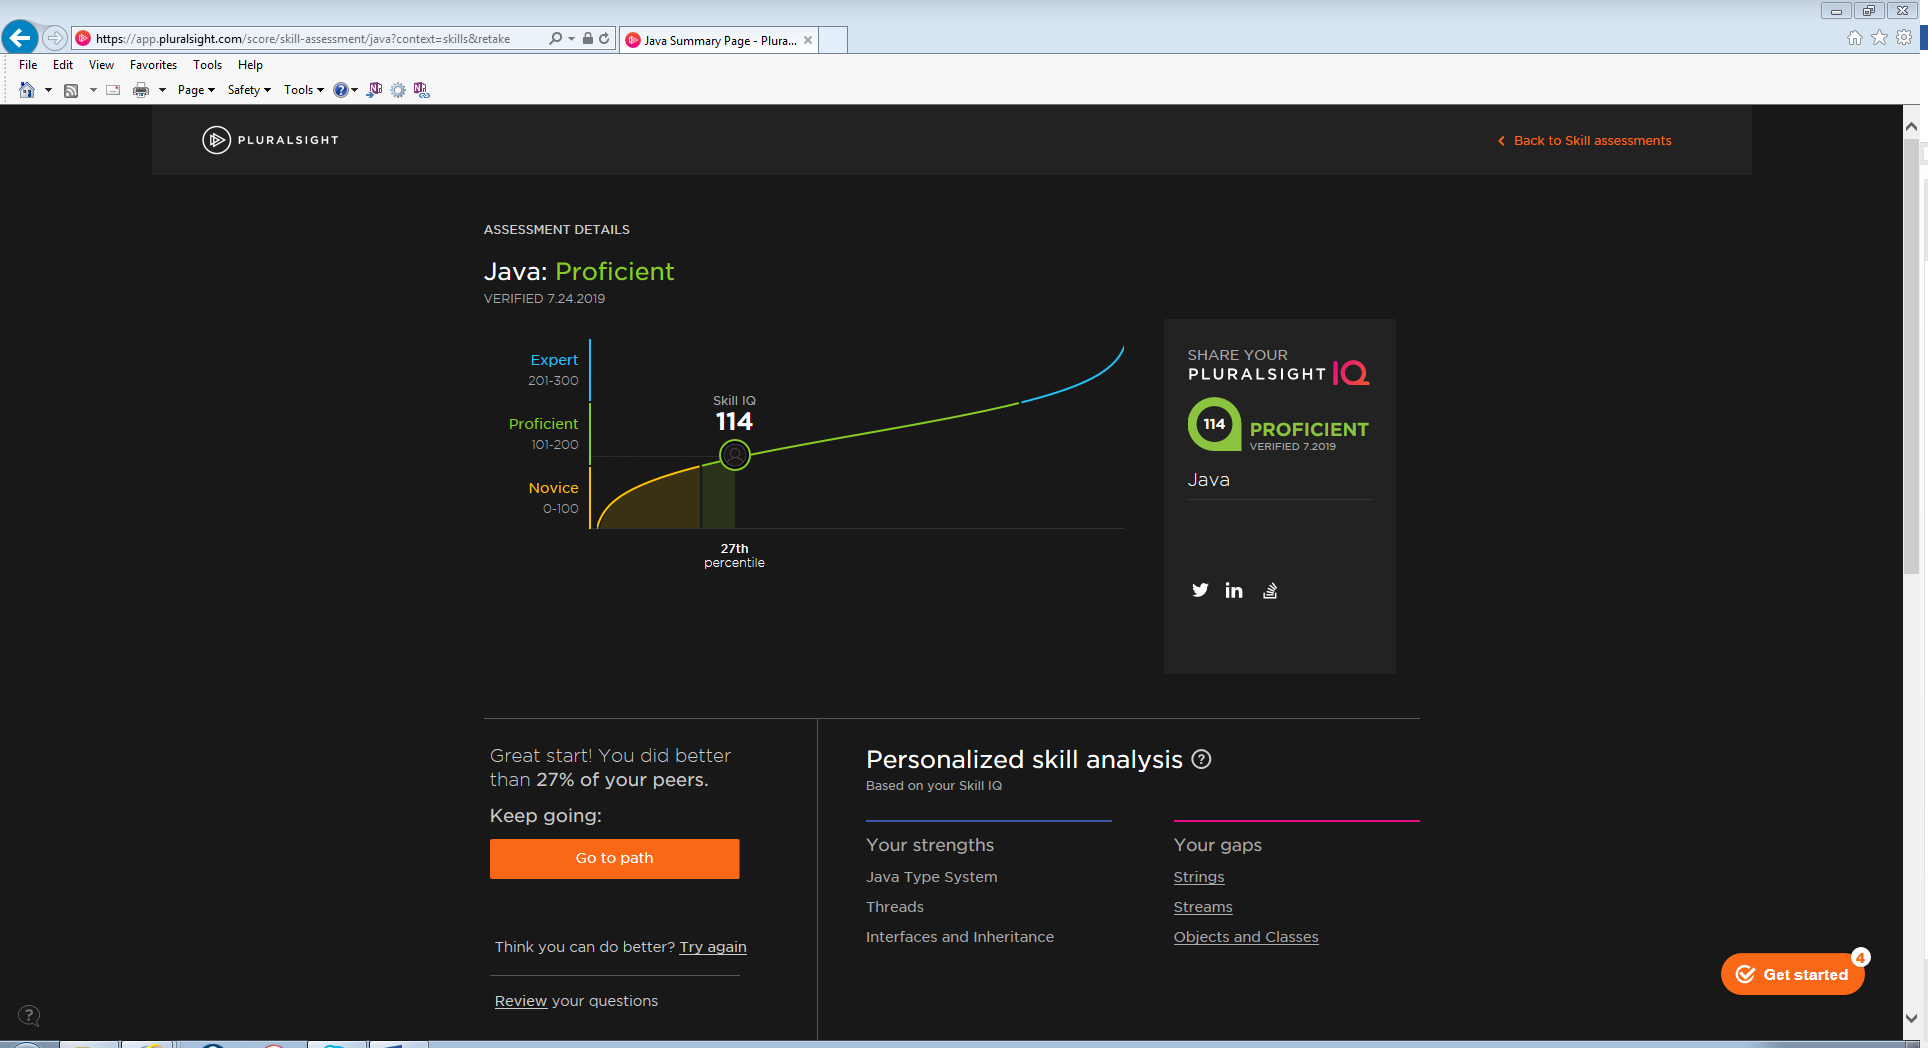 https://app.pluralsight.com/score/skill-assessment/java?context=skills&retake
Java Summary Page - Plura...
File Edit View Favorites Tools Help
Page Safety Tools
PLURALSIGHT
Back to Skill assessments
ASSESSMENT DETAILS
Java: Proficient
VERIFIED 7.24.2019
Expert
201-300
Proficient
101-200
Novice
0-100
Skill IQ
114
27th
percentile
SHARE YOUR
PLURALSIGHT IQ
114 PROFICIENT
VERIFIED 7.2019
Java
Great start! You did better
than 27% of your peers.
Keep going:
Go to path
Think you can do better? Try again
Review your questions
Personalized skill analysis ?
Based on your Skill IQ
Your strengths
Java Type System
Threads
Interfaces and Inheritance
Your gaps
Strings
Streams
Objects and Classes
Get started
4
?